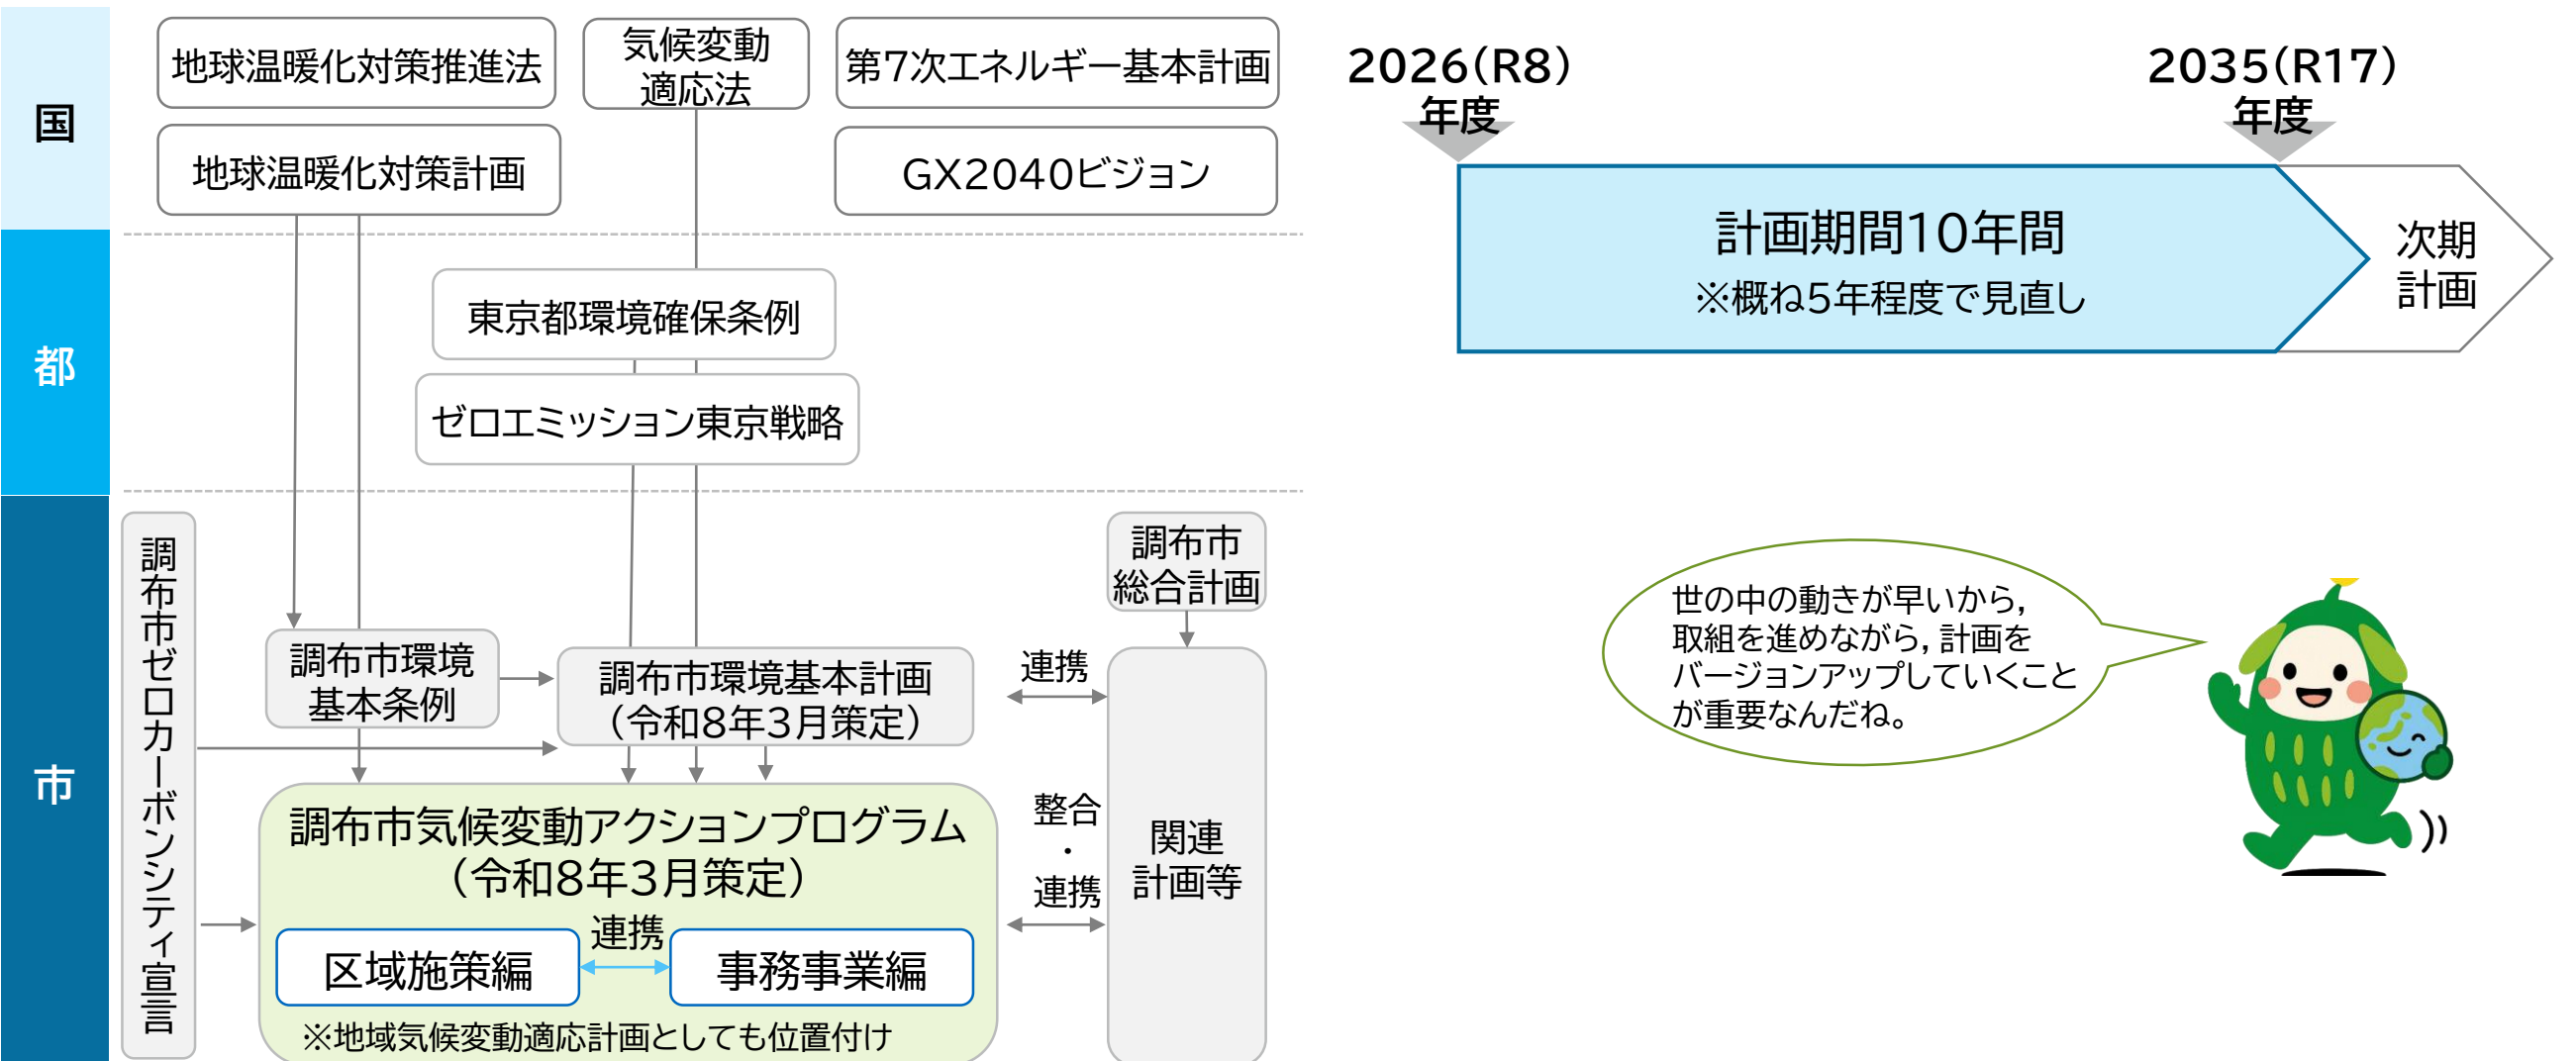 国
地球温暖化対策推進法
気候変動
適応法
第7次エネルギー基本計画
地球温暖化対策計画
GX2040ビジョン
都
東京都環境確保条例
ゼロエミッション東京戦略
市
調布市ゼロカーボンシティ宣言
調布市環境
基本条例
調布市環境基本計画
（令和8年3月策定）
連携
調布市
総合計画
関連
計画等
整合
・
連携
調布市気候変動アクションプログラム
（令和8年3月策定）
区域施策編
連携
事務事業編
※地域気候変動適応計画としても位置付け
2026(R8)
年度
2035(R17)
年度
計画期間10年間
※概ね5年程度で見直し
次期
計画
世の中の動きが早いから，
取組を進めながら，計画を
バージョンアップしていくこと
が重要なんだね。